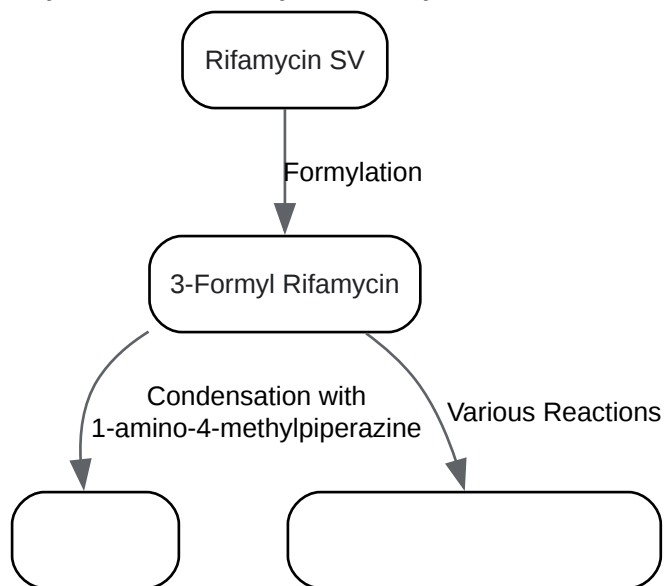 Rifamycin SV
Formylation
3-Formyl Rifamycin
Condensation with
1-amino-4-methylpiperazine
Various Reactions